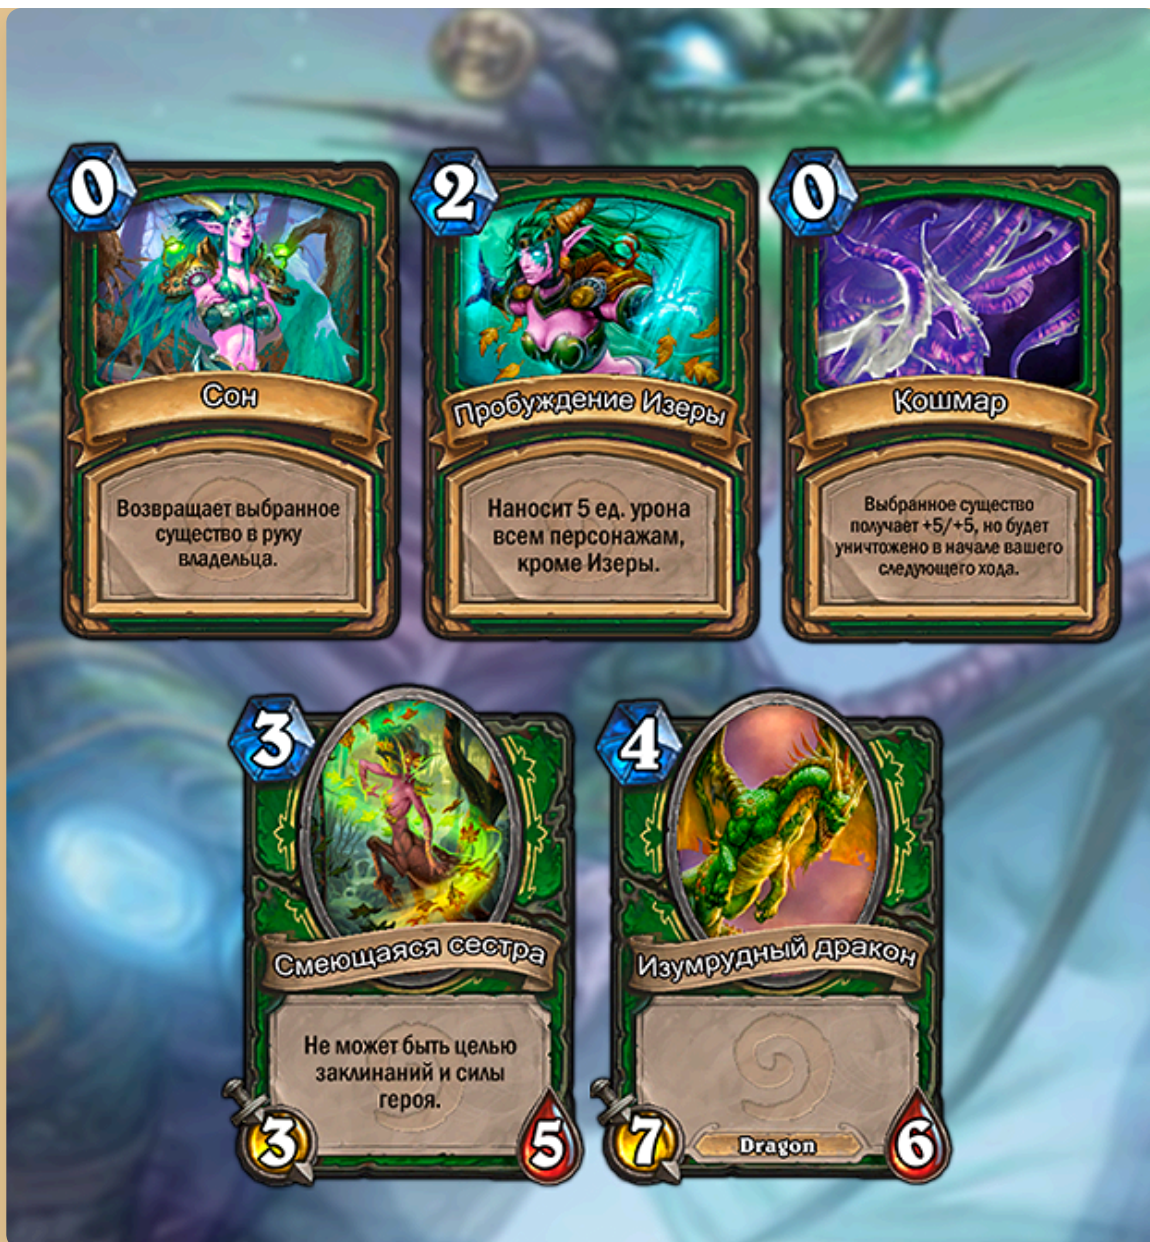 0
2
0
Сон
Пробуждение Изеры
Кошмар
Возвращает выбранное
существо в руку
владельца.
Наносит 5 ед. урона
всем персонажам,
кроме Изеры.
Выбранное существо
получает +5/+5, но будет
уничтожено в начале вашего
следующего хода.
3
4
Смеющаяся сестра
Изумрудный дракон
Не может быть целью
заклинаний и силы
героя.
3
5
7
Dragon
6